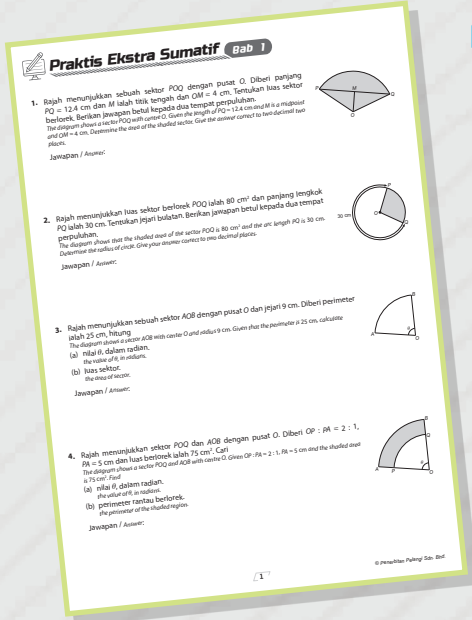 Praktis Ekstra Sumatif Bab 1
1. Rajah menunjukkan sebuah sektor POQ dengan pusat O. Diberi panjang
PQ = 12.4 cm dan M ialah titik tengah dan OM = 4 cm. Tentukan luas sektor
berlorek. Berikan jawapan betul kepada dua tempat perpuluhan.
The diagram shows a sector POQ with centre O. Given the length of PQ = 12.4 cm and M is a midpoint
and OM = 4 cm. Determine the area of the shaded sector. Give the answer correct to two decimal two
places.
Jawapan / Answer:
P
M
Q
O
2. Rajah menunjukkan luas sektor berlorek POQ ialah 80 cm² dan panjang lengkok
PQ ialah 30 cm. Tentukan jejari bulatan. Berikan jawapan betul kepada dua tempat
perpuluhan.
The diagram shows that the shaded area of the sector POQ is 80 cm² and the arc length PQ is 30 cm.
Determine the radius of circle. Give your answer correct to two decimal places.
Jawapan / Answer:
P
30 cm
O
Q
3. Rajah menunjukkan sebuah sektor AOB dengan pusat O dan jejari 9 cm. Diberi perimeter
ialah 25 cm, hitung
The diagram shows a sector AOB with center O and radius 9 cm. Given that the perimeter is 25 cm, calculate
(a) nilai θ, dalam radian.
the value of θ, in radians.
(b) luas sektor.
the area of sector.
Jawapan / Answer:
B
θ
A
O
4. Rajah menunjukkan sektor POQ dan AOB dengan pusat O. Diberi OP : PA = 2 : 1,
PA = 5 cm dan luas berlorek ialah 75 cm². Cari
The diagram shows a sector POQ and AOB with centre O. Given OP : PA = 2 : 1, PA = 5 cm and the shaded area
is 75 cm². Find
(a) nilai θ, dalam radian.
the value of θ, in radians.
(b) perimeter rantau berlorek.
the perimeter of the shaded region.
Jawapan / Answer:
B
Q
θ
A
P
O
1
© Penerbitan Pelangi Sdn. Bhd.